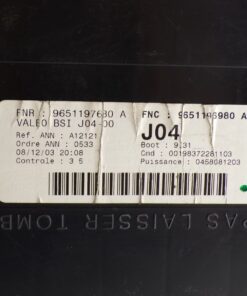 FNR : 9651197680 A
VALEO BSI J04-00
Ref. ANN : A12121
Ordre ANN : 0533
08/12/03 20:08
Controle : 3 5
FNC : 9651196980 A
J04
Boot : 9.31
Cnd : 00198372281103
Puissance : 0458081203
PAS LAISSER TOMB